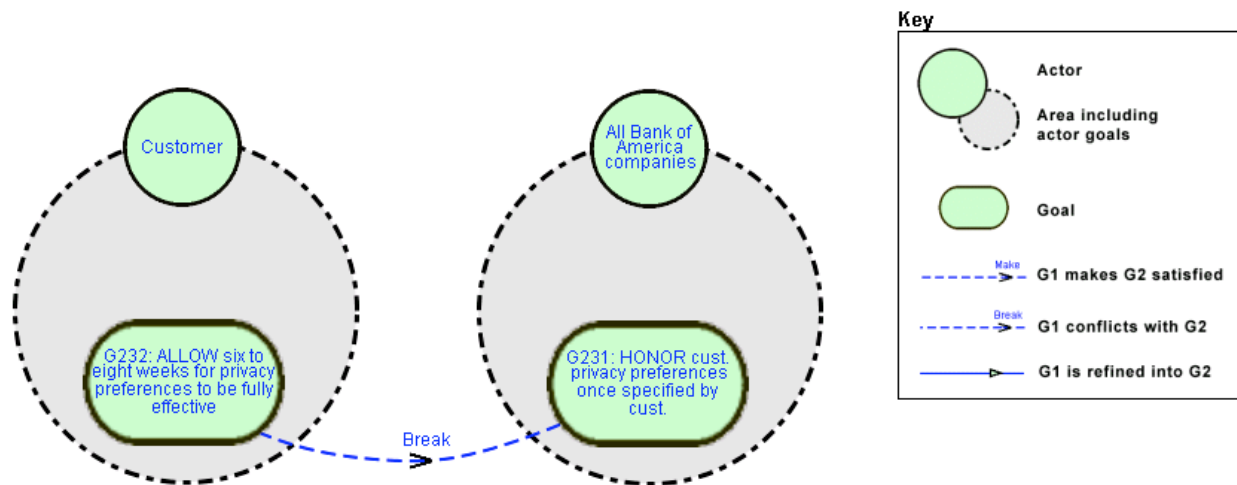 Key
Actor
Area including
actor goals
Goal
Make
G1 makes G2 satisfied
Break
G1 conflicts with G2
G1 is refined into G2
Customer
G232: ALLOW six to
eight weeks for privacy
preferences to be fully
effective
Break
All Bank of
America
companies
G231: HONOR cust.
privacy preferences
once specified by
cust.